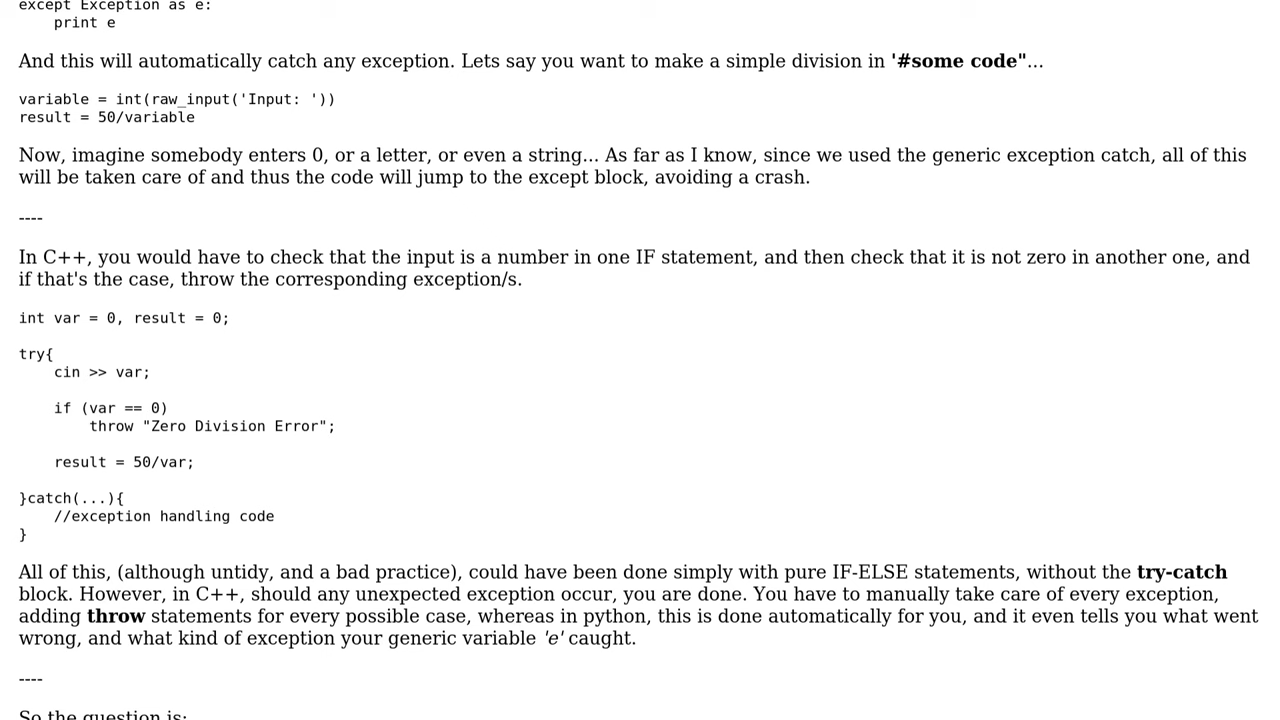 except Exception as e:
    print e
And this will automatically catch any exception. Lets say you want to make a simple division in '#some code"...
variable = int(raw_input('Input: '))
result = 50/variable
Now, imagine somebody enters 0, or a letter, or even a string... As far as I know, since we used the generic exception catch, all of this
will be taken care of and thus the code will jump to the except block, avoiding a crash.
----
In C++, you would have to check that the input is a number in one IF statement, and then check that it is not zero in another one, and
if that's the case, throw the corresponding exception/s.
int var = 0, result = 0;
try{
    cin >> var;
    if (var == 0)
        throw "Zero Division Error";
    result = 50/var;
}catch(...){
    //exception handling code
}
All of this, (although untidy, and a bad practice), could have been done simply with pure IF-ELSE statements, without the try-catch
block. However, in C++, should any unexpected exception occur, you are done. You have to manually take care of every exception,
adding throw statements for every possible case, whereas in python, this is done automatically for you, and it even tells you what went
wrong, and what kind of exception your generic variable 'e' caught.
----
So the question is: